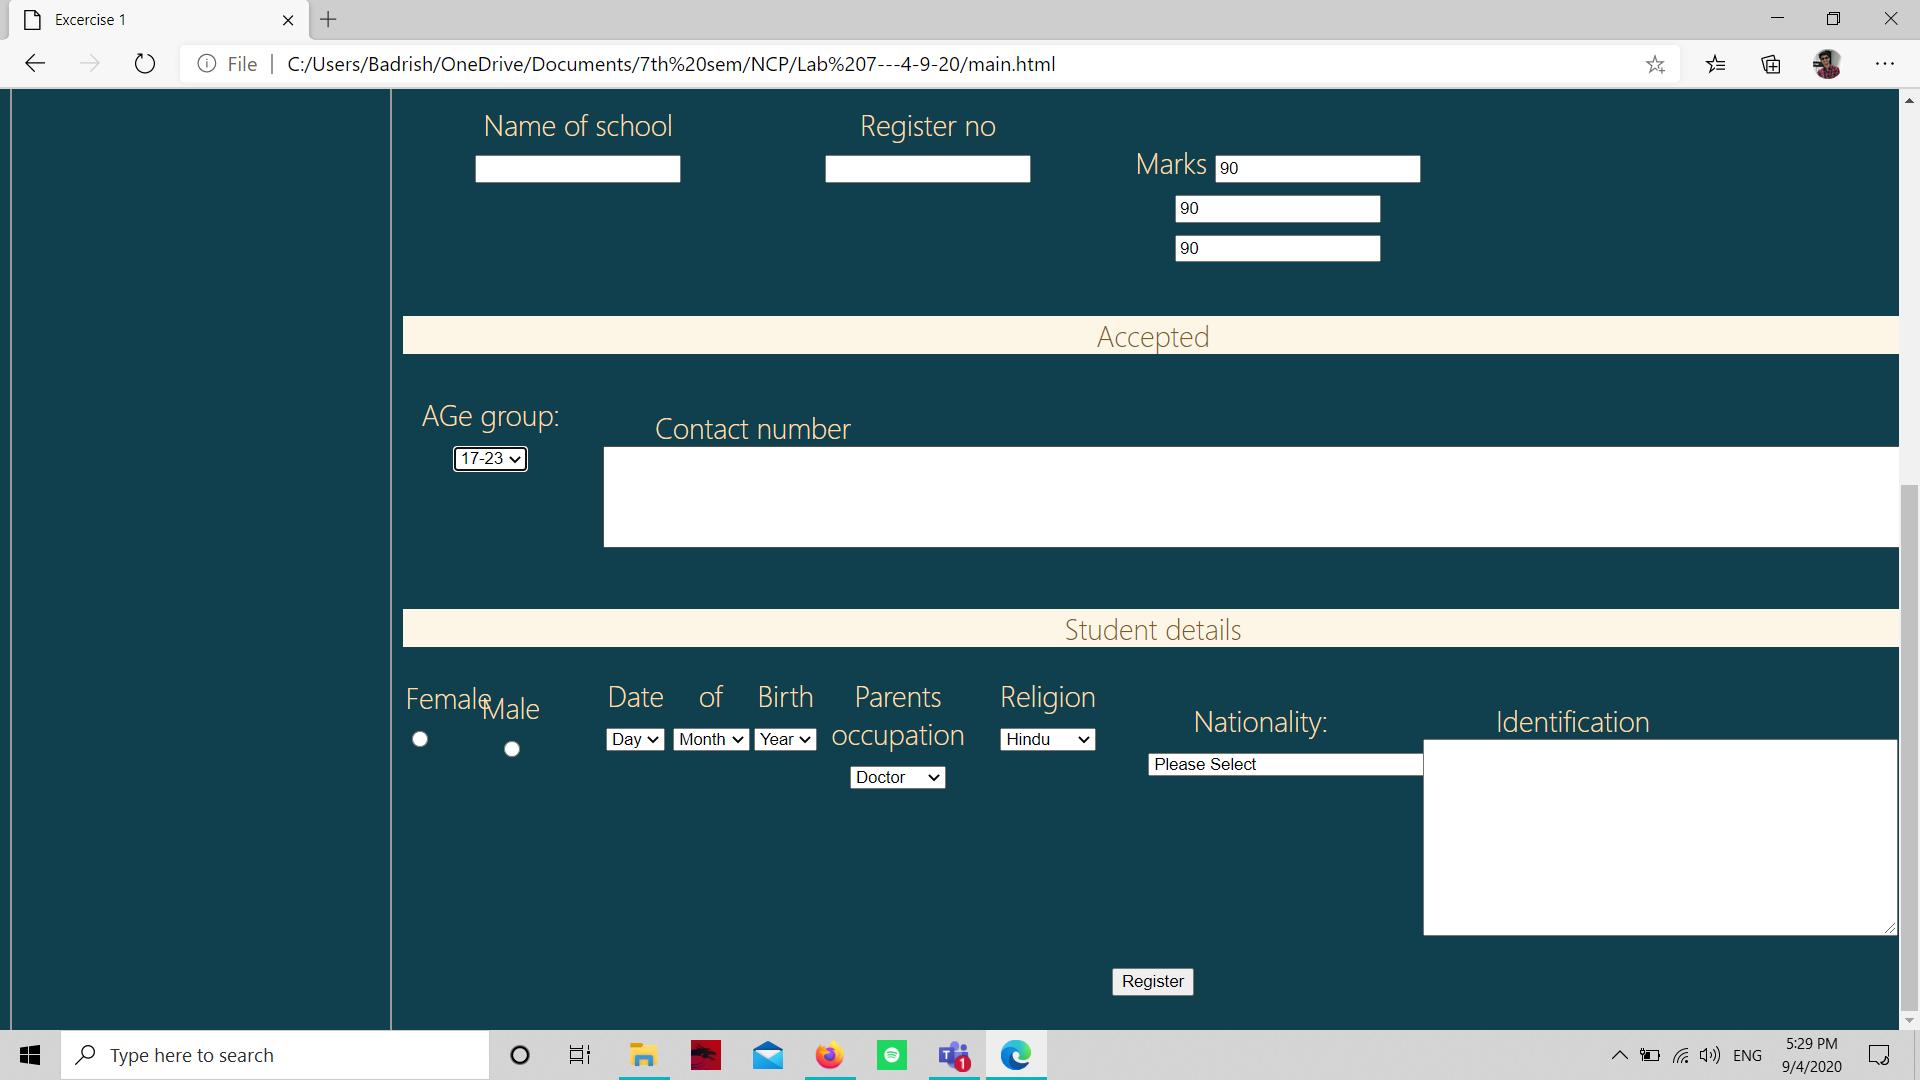 Excercise 1
File | C:/Users/Badrish/OneDrive/Documents/7th%20sem/NCP/Lab%207---4-9-20/main.html
Name of school
Register no
Marks 90
90
90
Accepted
AGe group:
17-23
Contact number
Student details
Female
Male
Date of Birth
Day Month Year
Parents
occupation
Doctor
Religion
Hindu
Nationality:
Please Select
Identification
Register
Type here to search
1
ENG
5:29 PM
9/4/2020